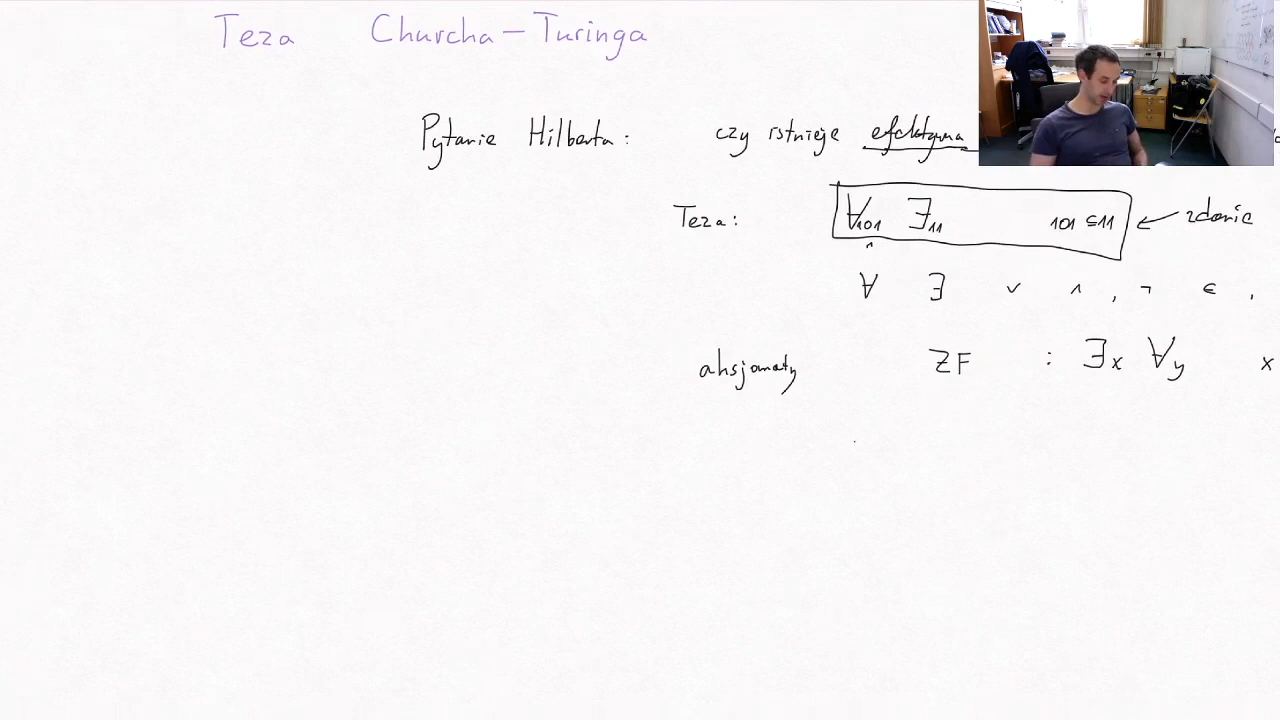 Teza Churcha - Turinga
Pytanie Hilberta: czy istnieje efektywna
Teza: ∀101 ∃11 101 ∈ 11 ← zdanie
∀ ∃ ∨ ∧ , ¬ ∈ ,
aksjomaty ZF : ∃x ∀y x